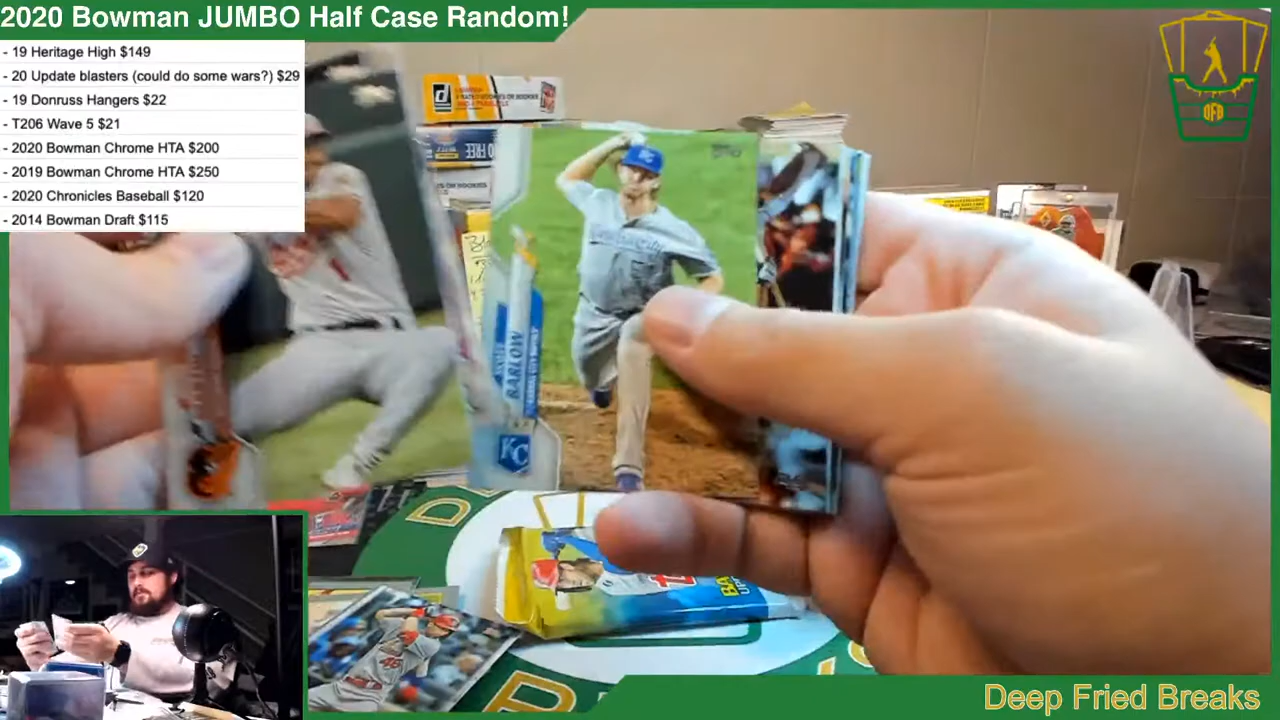 2020 Bowman JUMBO Half Case Random!
- 19 Heritage High $149
- 20 Update blasters (could do some wars?) $29
- 19 Donruss Hangers $22
- T206 Wave 5 $21
- 2020 Bowman Chrome HTA $200
- 2019 Bowman Chrome HTA $250
- 2020 Chronicles Baseball $120
- 2014 Bowman Draft $115
DFB
BARLOW
KC
Deep Fried Breaks